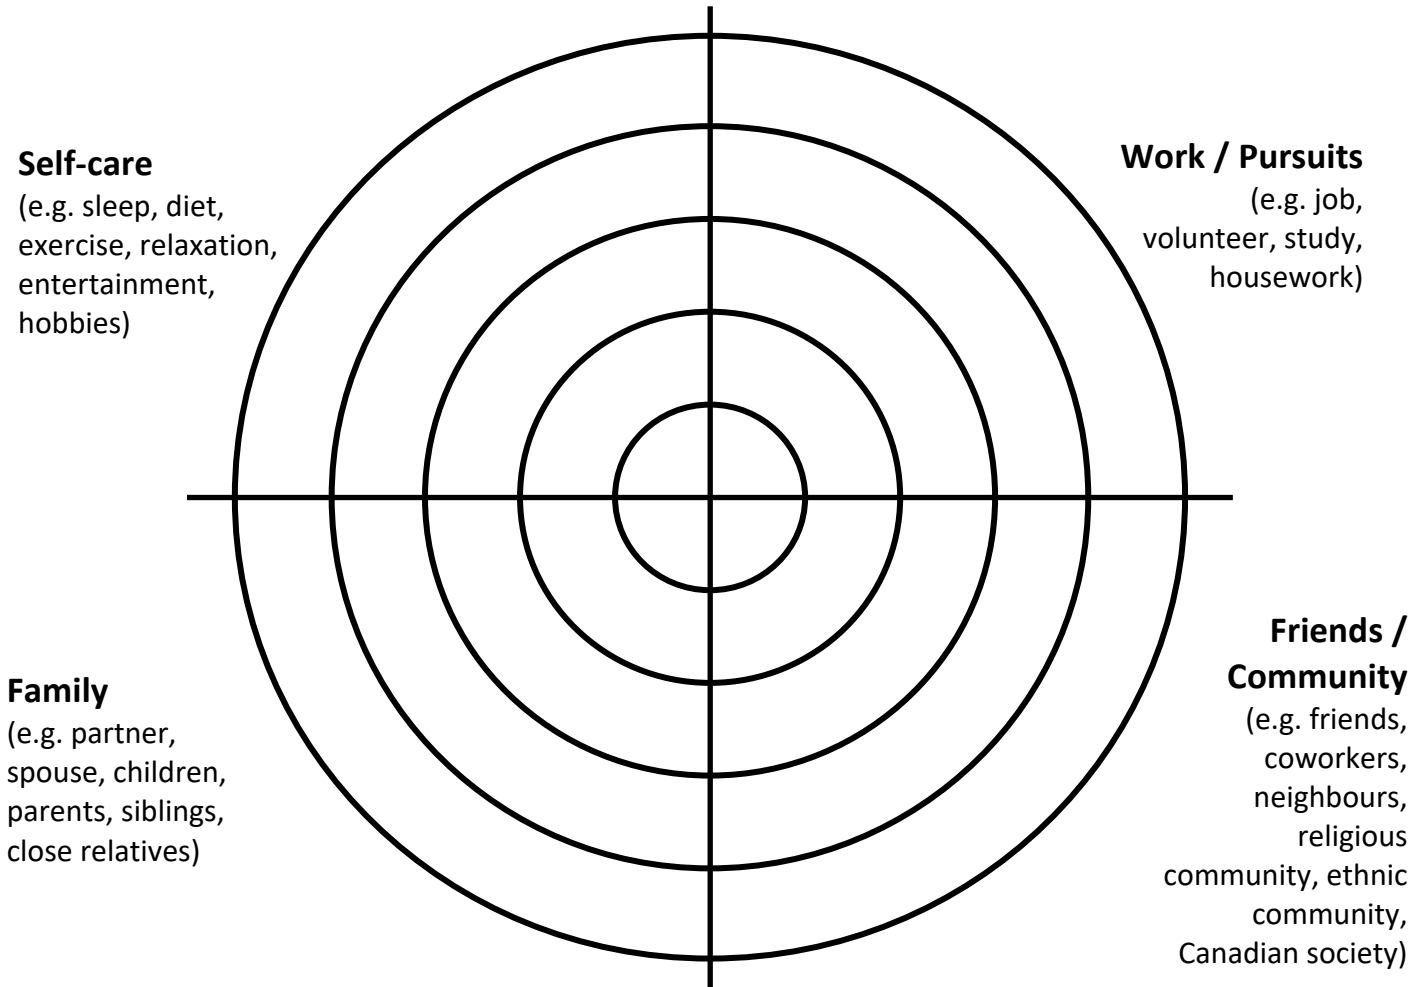 Self-care
(e.g. sleep, diet,
exercise, relaxation,
entertainment,
hobbies)
Work / Pursuits
(e.g. job,
volunteer, study,
housework)
Family
(e.g. partner,
spouse, children,
parents, siblings,
close relatives)
Friends /
Community
(e.g. friends,
coworkers,
neighbours,
religious
community, ethnic
community,
Canadian society)